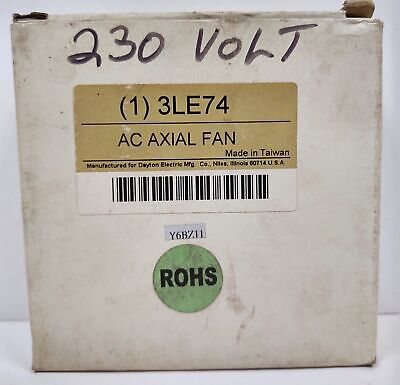 230 VOLT
(1) 3LE74
AC AXIAL FAN
Made in Taiwan
Manufactured for Dayton Electric Mfg. Co., Niles, Illinois 60714 U.S.A.
Y6BZ11
ROHS